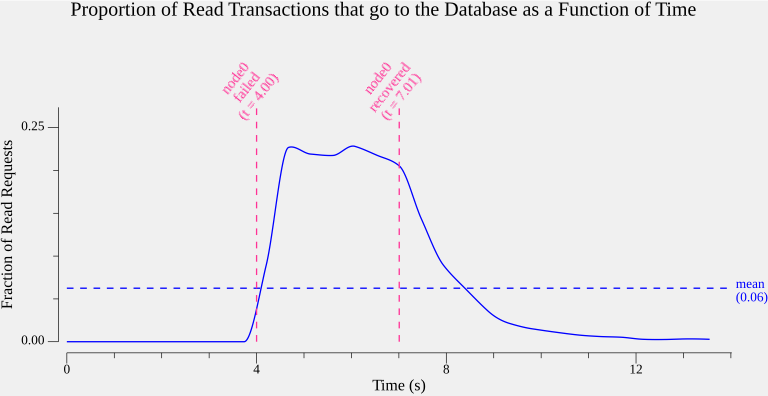 Proportion of Read Transactions that go to the Database as a Function of Time
node0
failed
(t = 4.00)
node0
recovered
(t = 7.01)
0.25
Fraction of Read Requests
mean
(0.06)
0.00
0
4
8
12
Time (s)